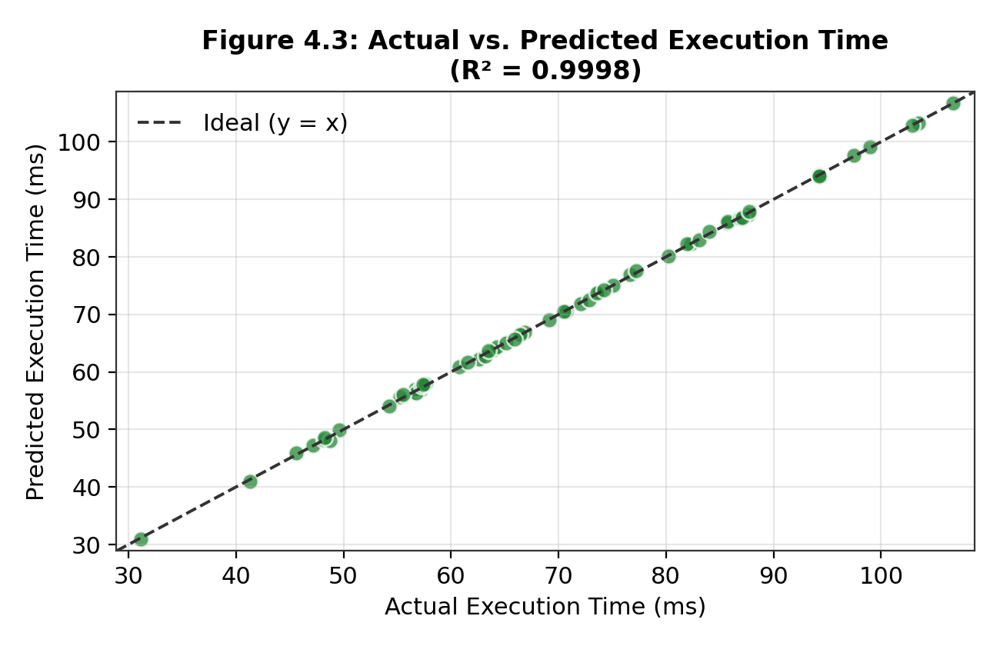 Figure 4.3: Actual vs. Predicted Execution Time
(R² = 0.9998)
Ideal (y = x)
Predicted Execution Time (ms)
100
90
80
70
60
50
40
30
30 40 50 60 70 80 90 100
Actual Execution Time (ms)